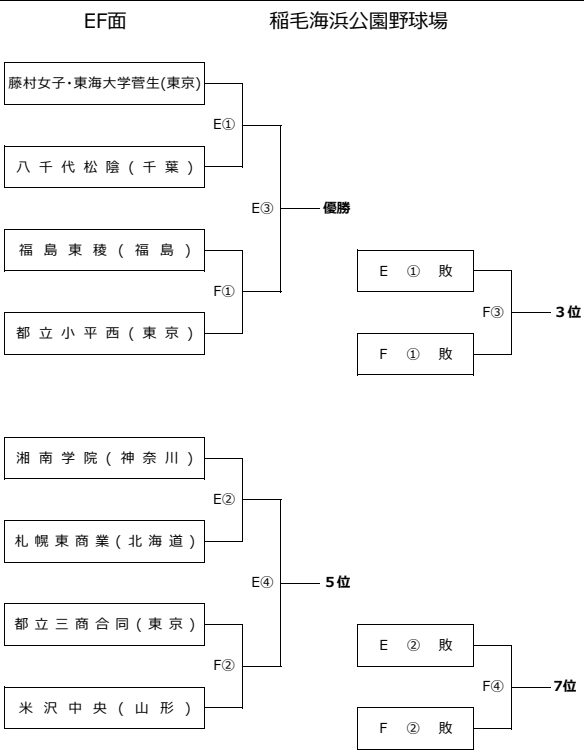 EF面 稲毛海浜公園野球場
藤村女子・東海大学菅生(東京)
E①
八千代松陰(千葉)
E③ 優勝
福島東稜(福島)
E ① 敗
F①
F③ 3位
都立小平西(東京)
F ① 敗
湘南学院(神奈川)
E②
札幌東商業(北海道)
E④ 5位
都立三商合同(東京)
E ② 敗
F②
F④ 7位
米沢中央(山形)
F ② 敗